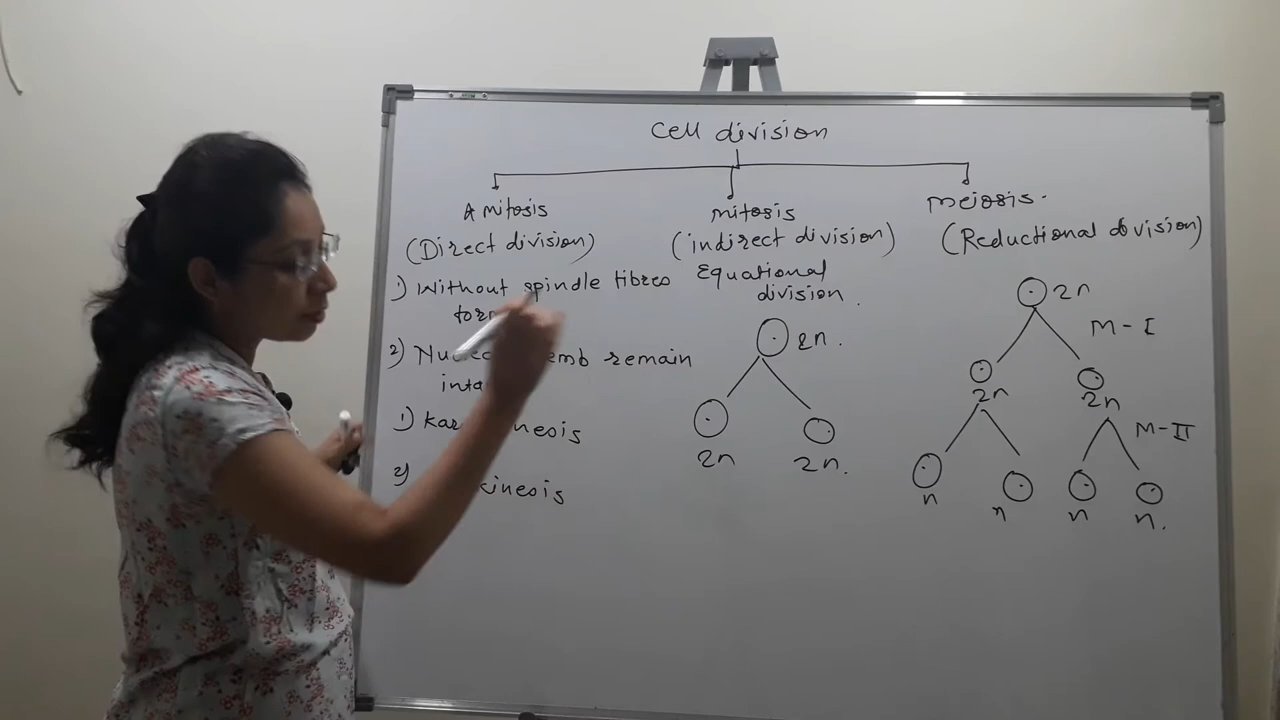 Cell division
Amitosis
(Direct division)
1) Without spindle fibres
2) remain
1)
2)
mitosis
(indirect division)
Equational
division.
2n.
2n 2n.
meiosis.
(Reductional division)
2n
M-I
2n 2n
M-II
n n n n.